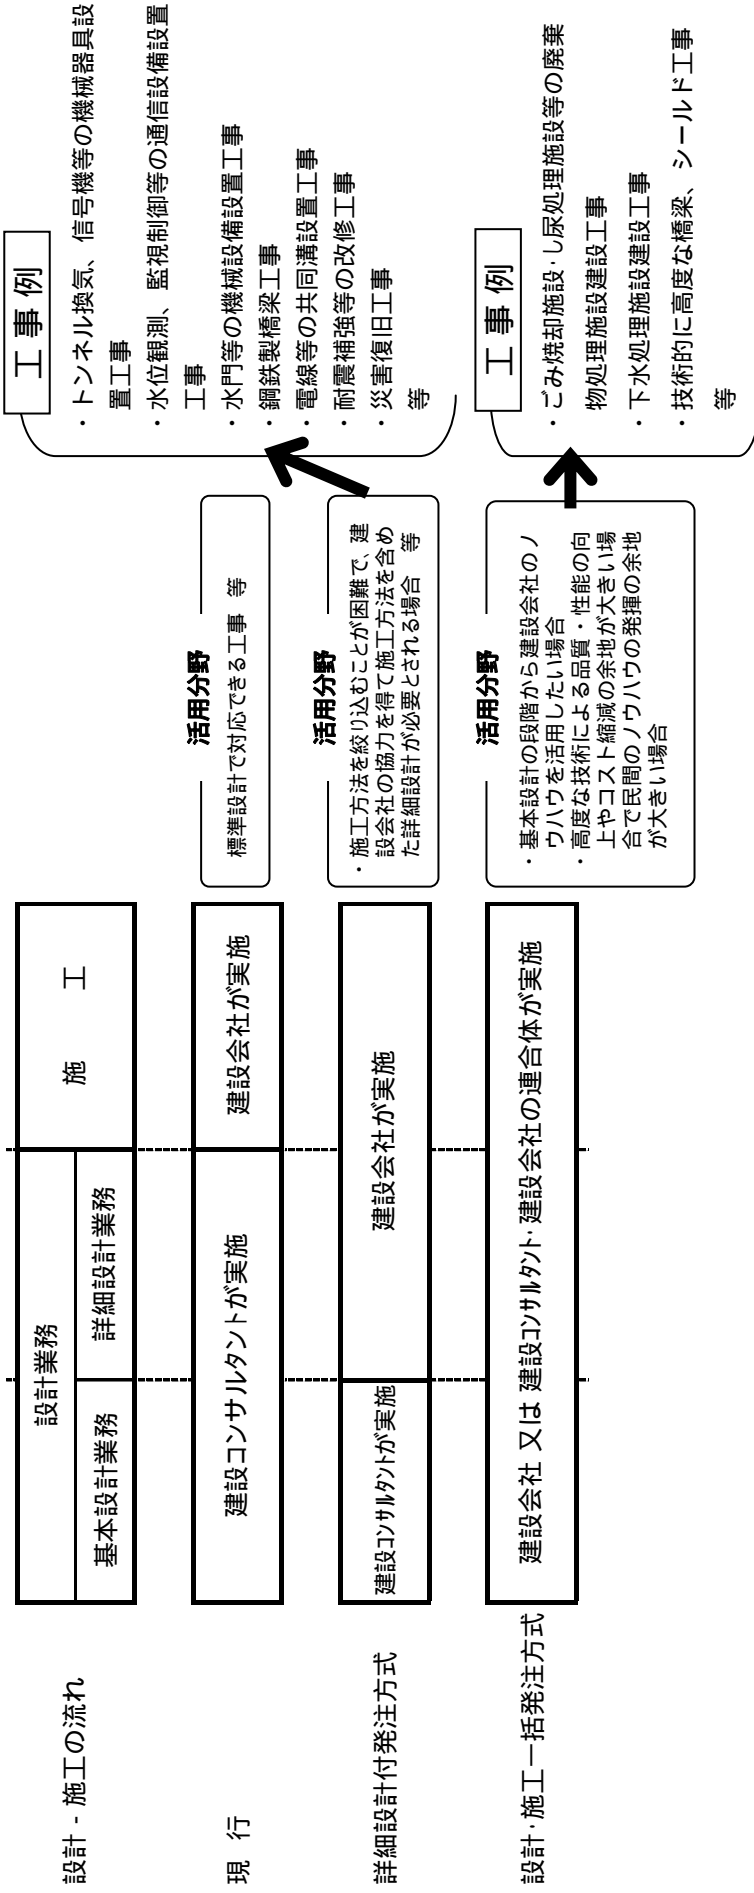 設計 - 施工の流れ
設計業務
基本設計業務
詳細設計業務
施 工
現 行
建設コンサルタントが実施
建設会社が実施
活用分野
標準設計で対応できる工事 等
詳細設計付発注方式
建設コンサルタントが実施
建設会社が実施
活用分野
・施工方法を絞り込むことが困難で、建
設会社の協力を得て施工方法を含め
た詳細設計が必要とされる場合 等
工事例
・トンネル換気、信号機等の機械器具設
置工事
・水位観測、監視制御等の通信設備設置
工事
・水門等の機械設備設置工事
・鋼鉄製橋梁工事
・電線等の共同溝設置工事
・耐震補強等の改修工事
・災害復旧工事
等
設計・施工一括発注方式
建設会社 又は 建設コンサルタント・建設会社の連合体が実施
活用分野
・基本設計の段階から建設会社のノ
ウハウを活用したい場合
・高度な技術による品質・性能の向
上やコスト縮減の余地が大きい場
合で民間のノウハウの発揮の余地
が大きい場合
工事例
・ごみ焼却施設・し尿処理施設等の廃棄
物処理施設建設工事
・下水処理施設建設工事
・技術的に高度な橋梁、シールド工事
等